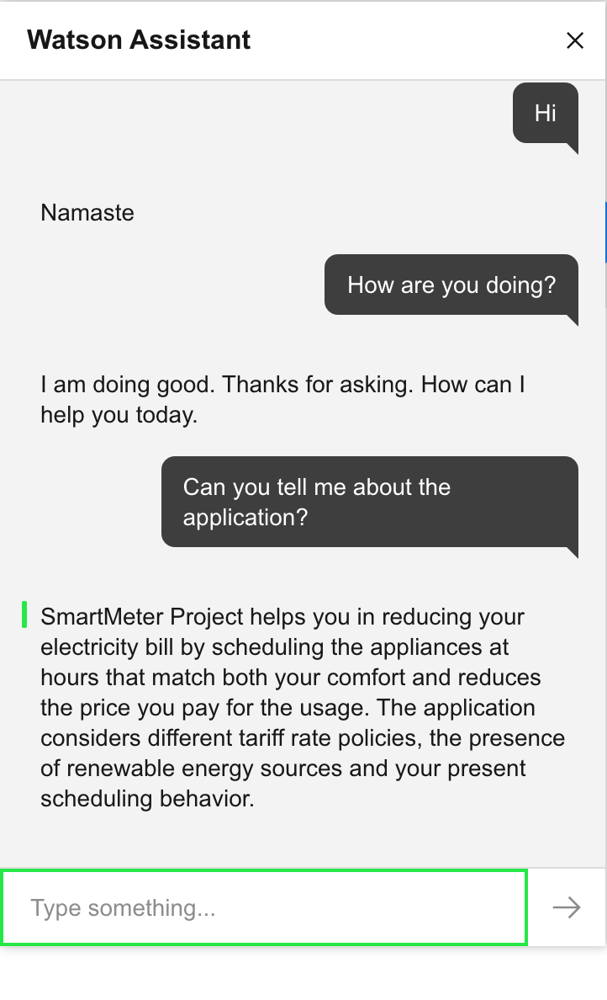 Watson Assistant
Hi
Namaste
How are you doing?
I am doing good. Thanks for asking. How can I
help you today.
Can you tell me about the
application?
SmartMeter Project helps you in reducing your
electricity bill by scheduling the appliances at
hours that match both your comfort and reduces
the price you pay for the usage. The application
considers different tariff rate policies, the presence
of renewable energy sources and your present
scheduling behavior.
Type something...